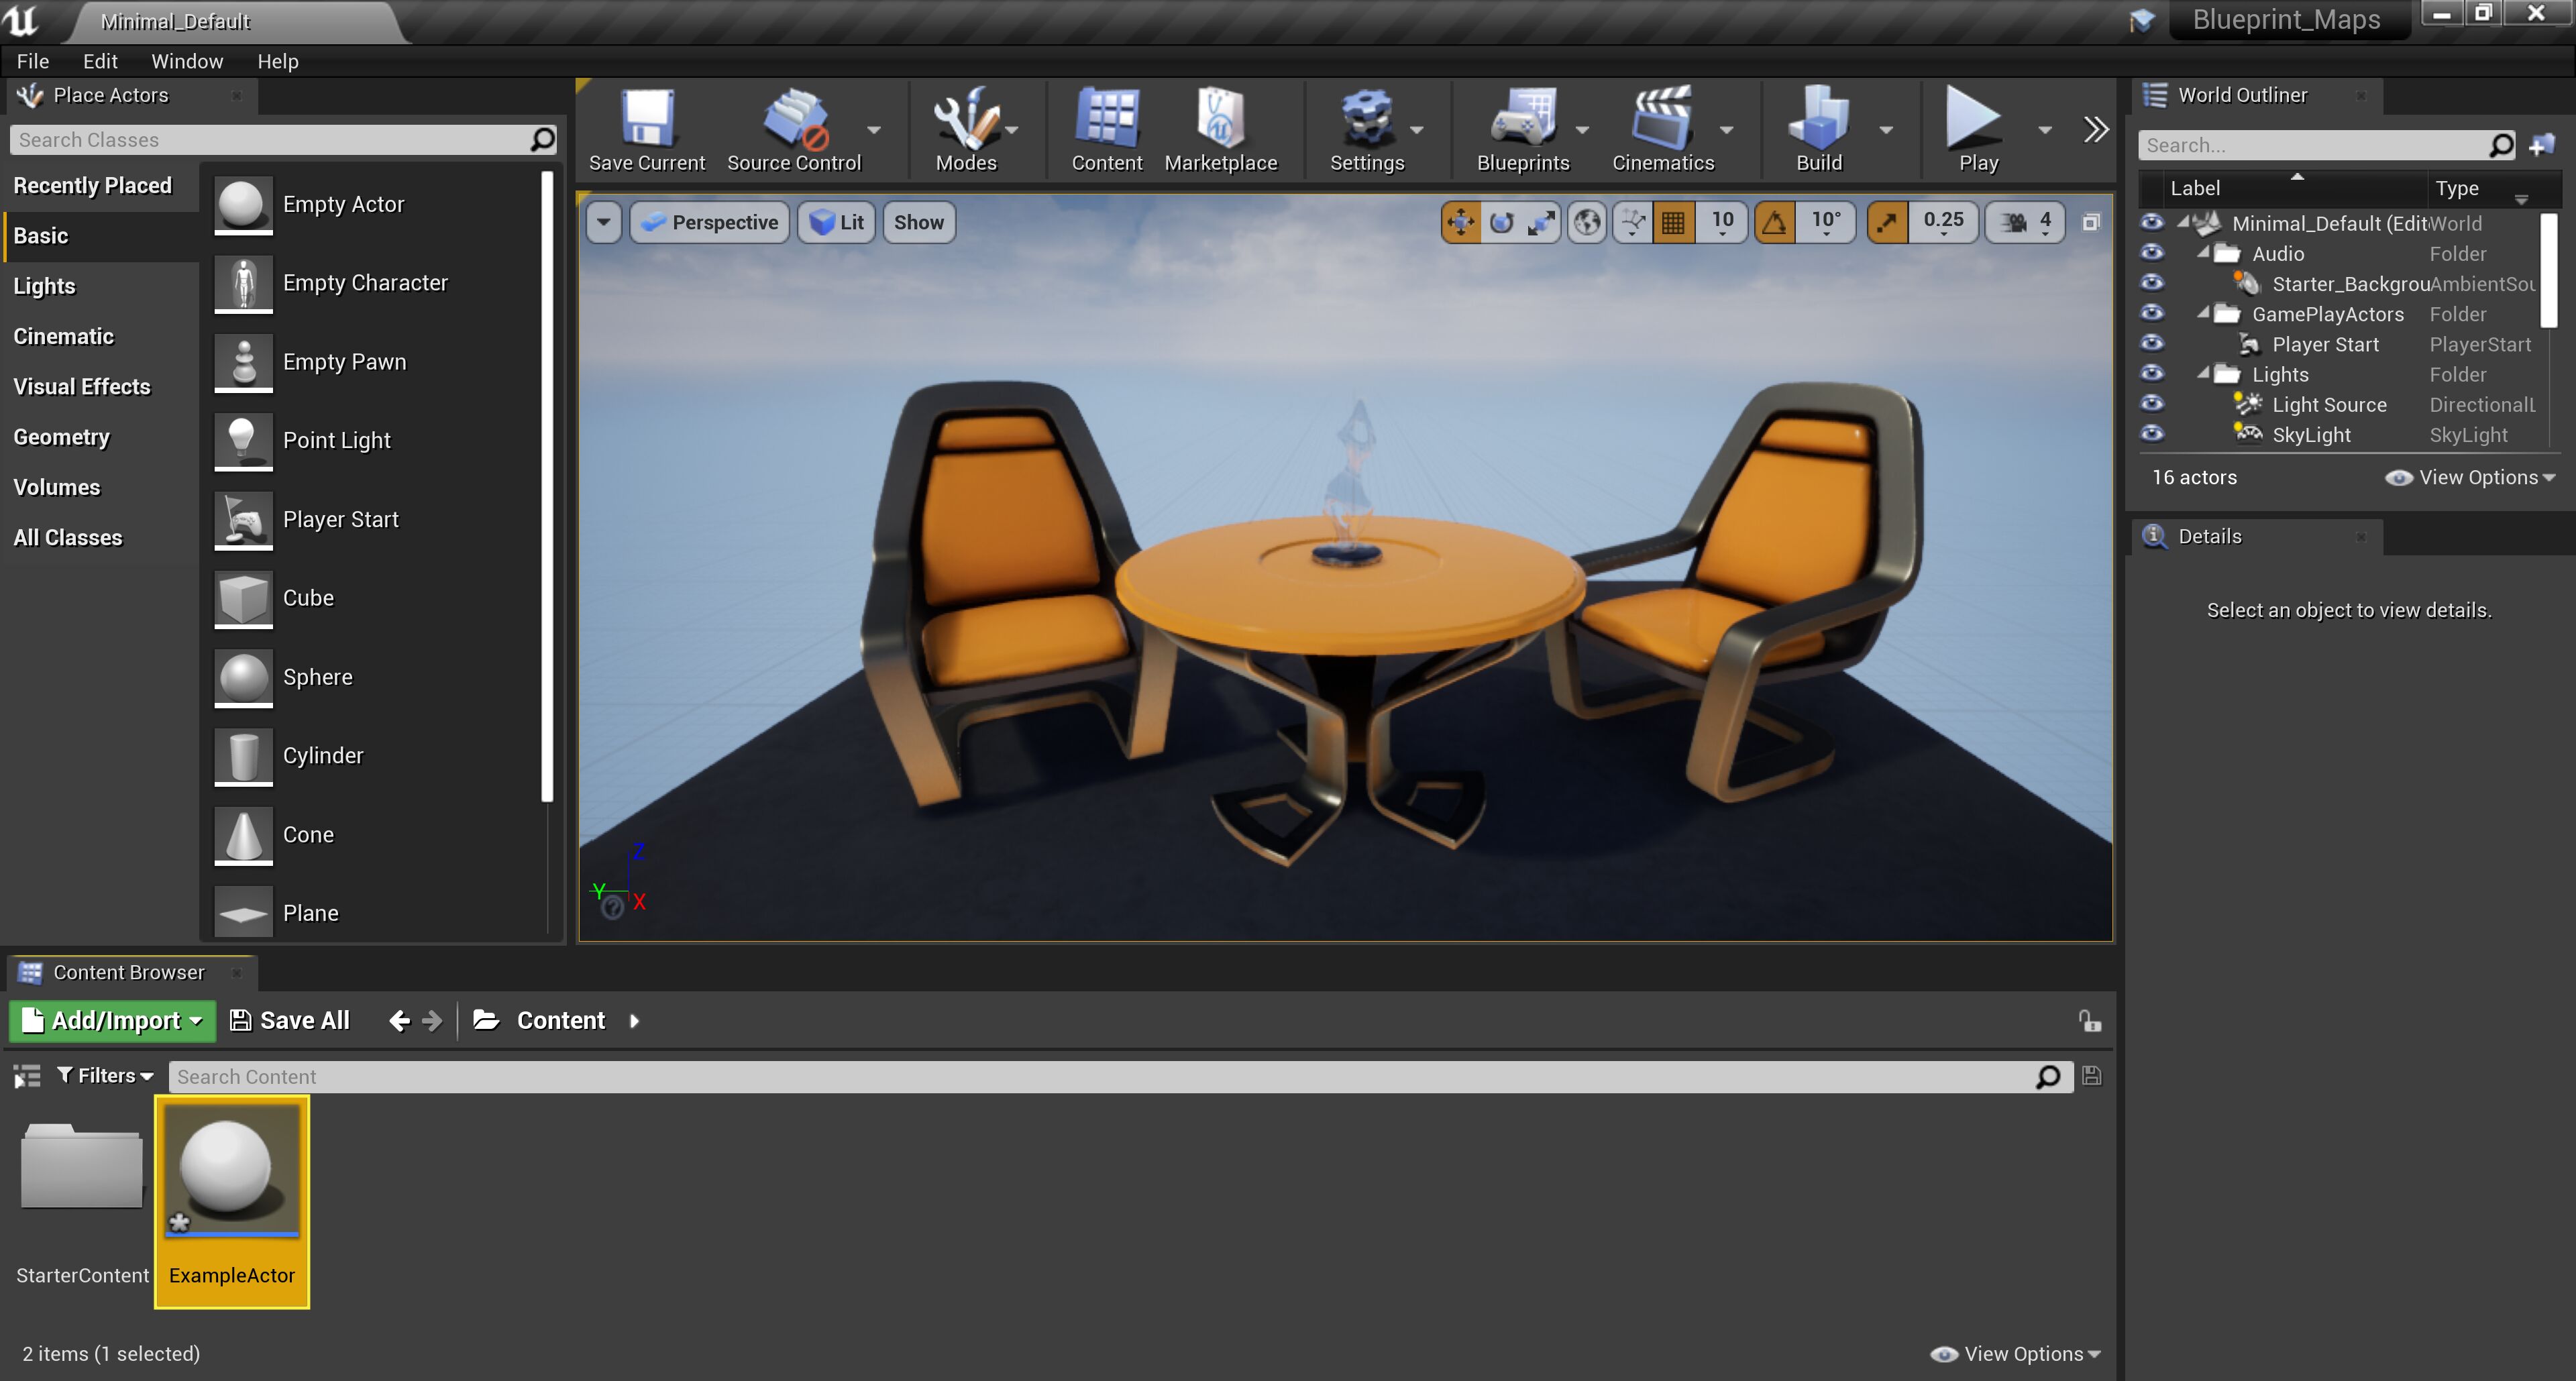 Minimal_Default
Blueprint_Maps
File Edit Window Help
Place Actors
Search Classes
Recently Placed
Basic
Lights
Cinematic
Visual Effects
Geometry
Volumes
All Classes
Empty Actor
Empty Character
Empty Pawn
Point Light
Player Start
Cube
Sphere
Cylinder
Cone
Plane
Save Current Source Control Modes Content Marketplace Settings Blueprints Cinematics Build Play
Perspective Lit Show 10 10° 0.25 4
Z
Y
X
World Outliner
Search...
Label Type
Minimal_Default (Edit World
Audio Folder
Starter_Backgrou AmbientSou
GamePlayActors Folder
Player Start PlayerStart
Lights Folder
Light Source DirectionalL
SkyLight SkyLight
16 actors View Options
Details
Select an object to view details.
Content Browser
Add/Import Save All Content
Filters Search Content
StarterContent ExampleActor
2 items (1 selected) View Options